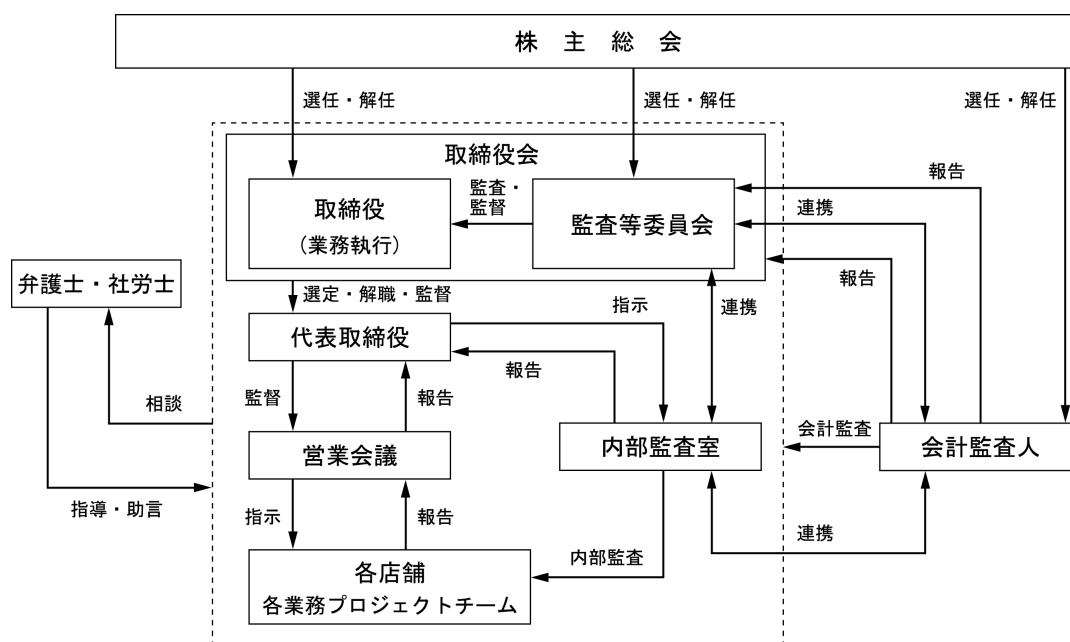 株 主 総 会
選任・解任
選任・解任
選任・解任
取締役会
取締役
(業務執行)
監査・
監督
監査等委員会
報告
連携
報告
弁護士・社労士
選定・解職・監督
指示
連携
代表取締役
報告
相談
監督
報告
営業会議
内部監査室
会計監査
会計監査人
指導・助言
指示
報告
連携
内部監査
各店舗
各業務プロジェクトチーム